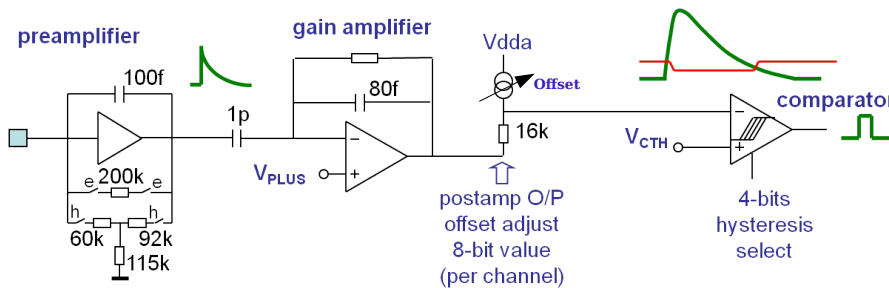 preamplifier
gain amplifier
Vdda
Offset
100f
1p
80f
16k
comparator
VCTH
VPLUS
−
+
−
+
e
200k
e
h
h
60k
92k
115k
postamp O/P
offset adjust
8-bit value
(per channel)
4-bits
hysteresis
select